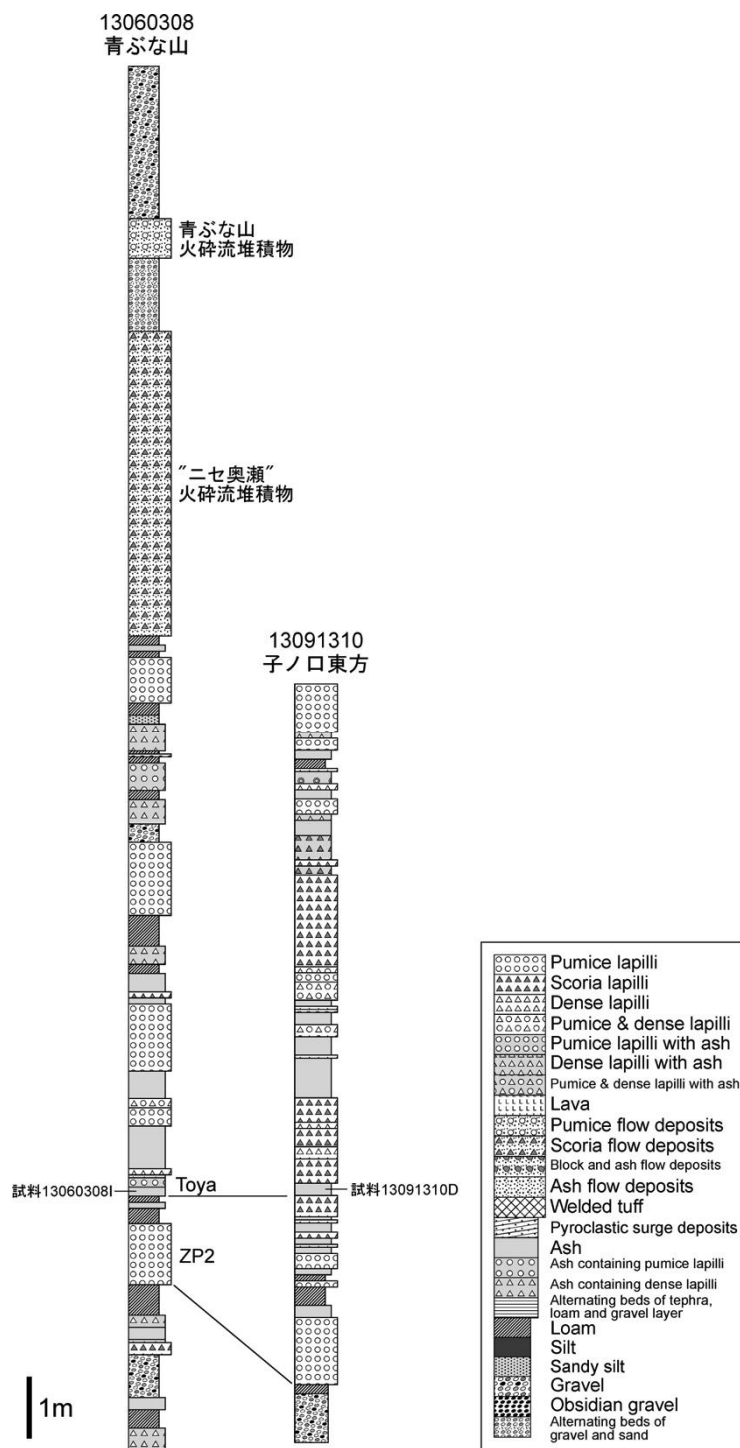 13060308
青ぶな山
青ぶな山
火砕流堆積物
"ニセ奥瀬"
火砕流堆積物
13091310
子ノ口東方
試料13060308I
Toya
試料13091310D
ZP2
1m
Pumice lapilli
Scoria lapilli
Dense lapilli
Pumice & dense lapilli
Pumice lapilli with ash
Dense lapilli with ash
Pumice & dense lapilli with ash
Lava
Pumice flow deposits
Scoria flow deposits
Block and ash flow deposits
Ash flow deposits
Welded tuff
Pyroclastic surge deposits
Ash
Ash containing pumice lapilli
Ash containing dense lapilli
Alternating beds of tephra,
loam and gravel layer
Loam
Silt
Sandy silt
Gravel
Obsidian gravel
Alternating beds of
gravel and sand